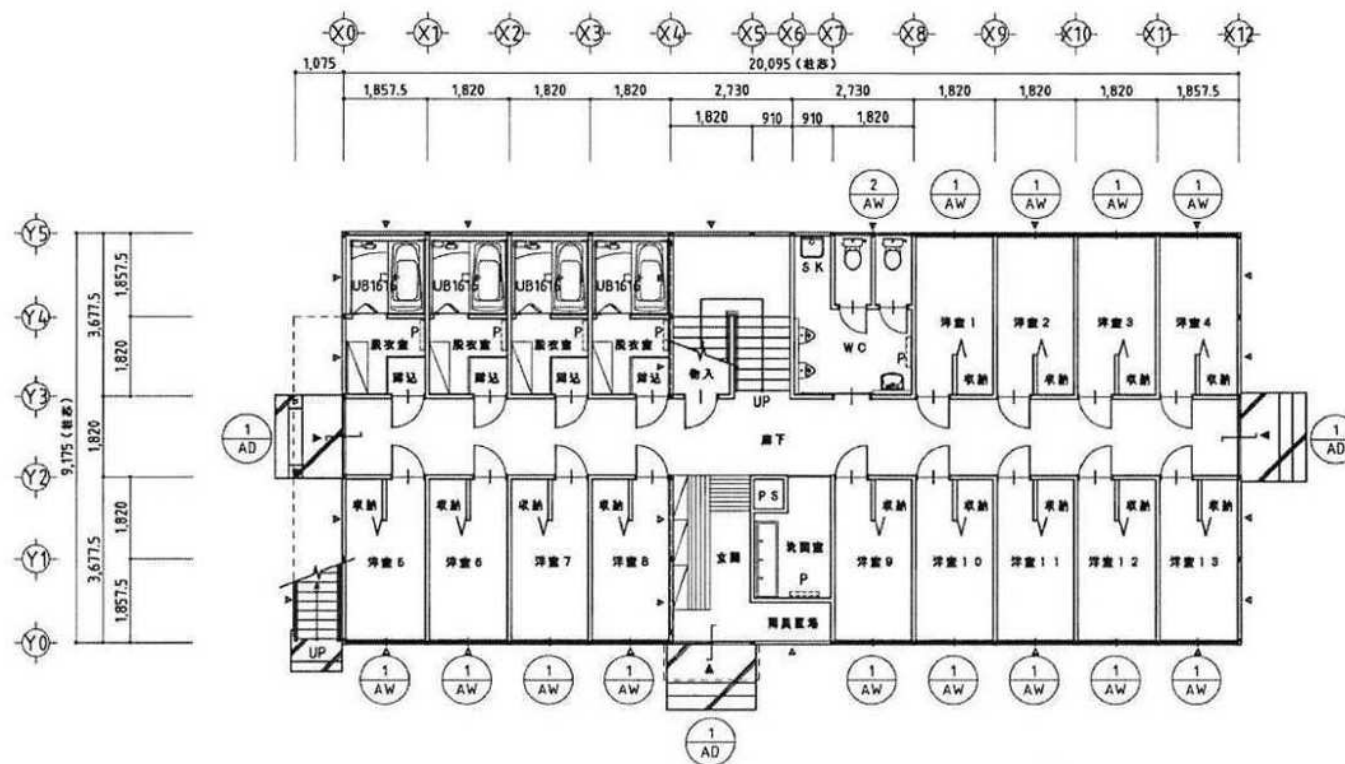 X0 X1 X2 X3 X4 X5 X6 X7 X8 X9 X10 X11 X12
1,075 20,095(柱芯)
1,857.5 1,820 1,820 1,820 2,730 2,730 1,820 1,820 1,820 1,857.5
1,820 910 910 1,820
2 AW 1 AW 1 AW 1 AW 1 AW
Y5
Y4
Y3
Y2
Y1
Y0
9,175(柱芯)
3,677.5 1,820 3,677.5
1,857.5 1,820 1,820 1,857.5
UB1616 UB1616 UB1616 UB1616 SK
P P P P
脱衣室 脱衣室 脱衣室 脱衣室 WC P
洋室1 洋室2 洋室3 洋室4
踏込 踏込 踏込 踏込 物入 収納 収納 収納 収納
UP
1 AD 廊下 1 AD
収納 収納 収納 収納 PS 収納 収納 収納 収納 収納
洋室5 洋室6 洋室7 洋室8 玄関 洗面室 洋室9 洋室10 洋室11 洋室12 洋室13
P
雨具置場
UP
1 AW 1 AW 1 AW 1 AW 1 AW 1 AW 1 AW 1 AW 1 AW
1 AD